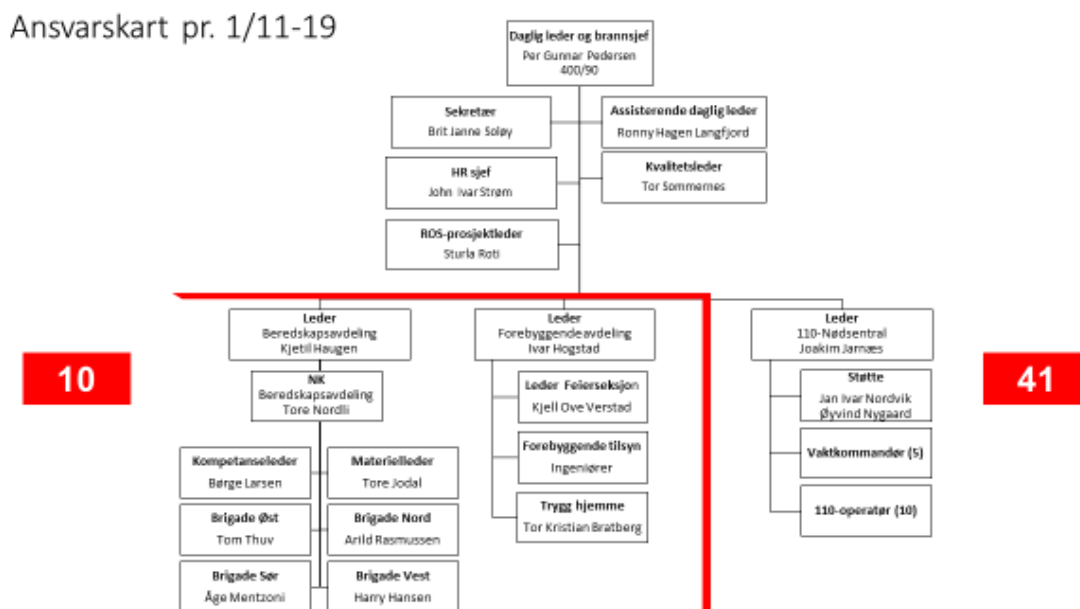 Ansvarskart pr. 1/11-19
Daglig leder og brannsjef
Per Gunnar Pedersen
400/90
Sekretær
Brit Janne Soløy
Assisterende daglig leder
Ronny Hagen Langfjord
HR sjef
John Ivar Strøm
Kvalitetsleder
Tor Sommernes
ROS-prosjektleder
Sturla Roti
Leder
Beredskapsavdeling
Kjetil Haugen
Leder
Forebyggendeavdeling
Ivar Hogstad
Leder
110-Nødsentral
Joakim Jarnæs
10
41
NK
Beredskapsavdeling
Tore Nordli
Kompetanseleder
Børge Larsen
Materielleder
Tore Jodal
Brigade Øst
Tom Thuv
Brigade Nord
Arild Rasmussen
Brigade Sør
Åge Mentzoni
Brigade Vest
Harry Hansen
Leder Feierseksjon
Kjell Ove Verstad
Forebyggende tilsyn
Ingeniører
Trygg hjemme
Tor Kristian Bratberg
Støtte
Jan Ivar Nordvik
Øyvind Nygaard
Vaktkommandør (5)
110-operatør (10)